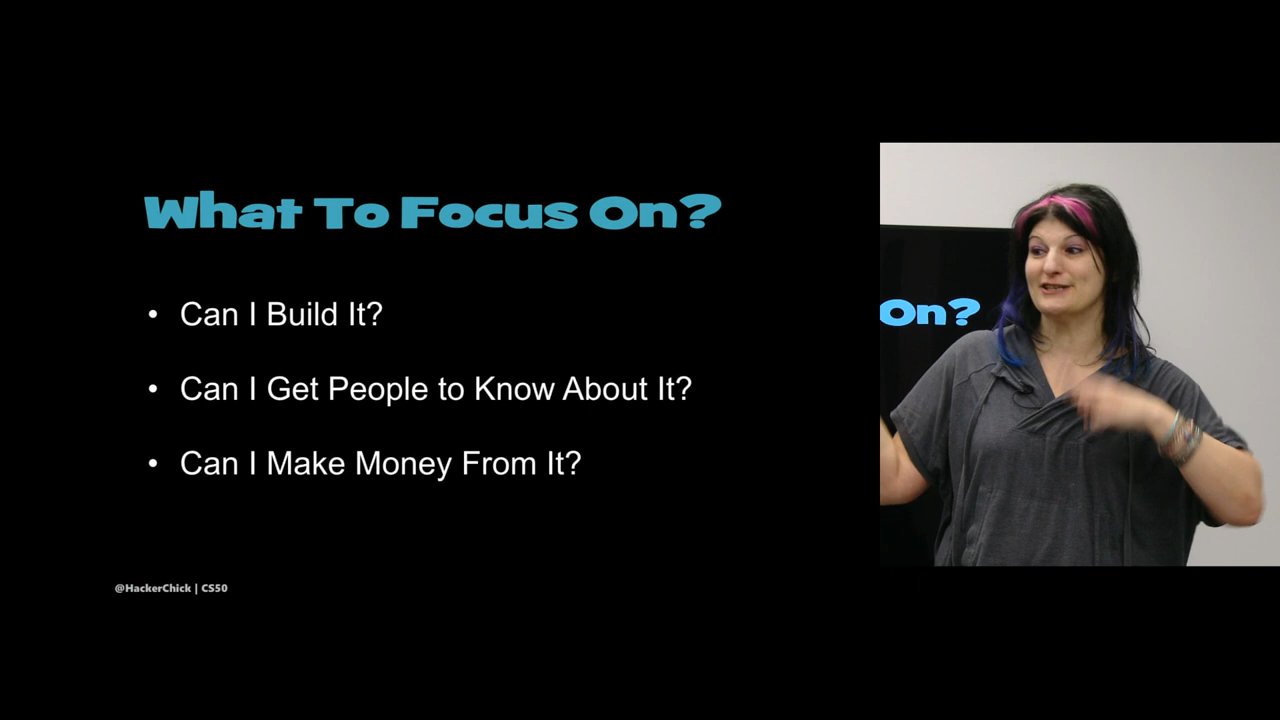 What To Focus On?
• Can I Build It?
• Can I Get People to Know About It?
• Can I Make Money From It?
@HackerChick | CS50
On?